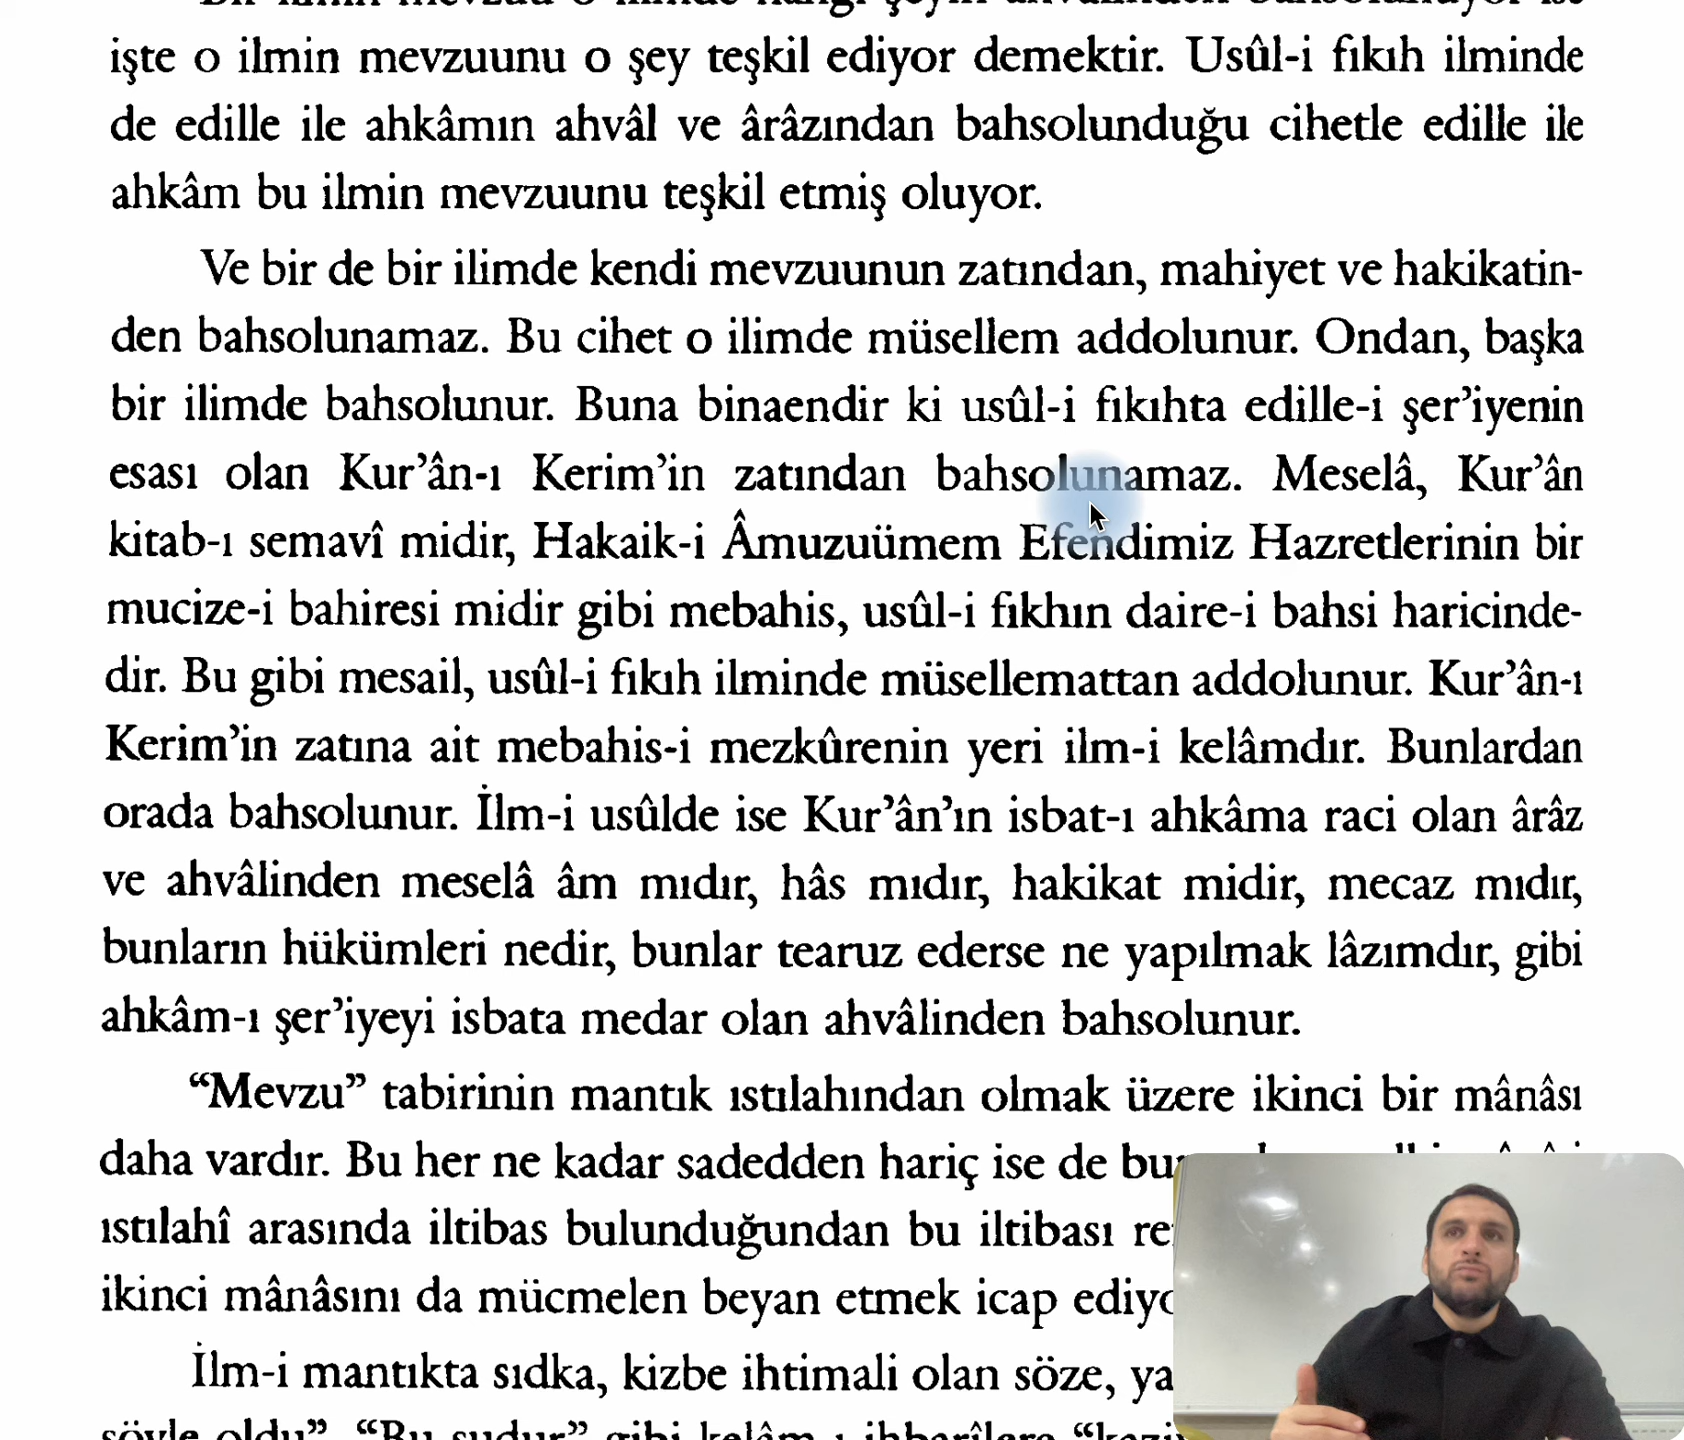 işte o ilmin mevzuunu o şey teşkil ediyor demektir. Usûl-i fıkıh ilminde
de edille ile ahkâmın ahvâl ve ârâzından bahsolunduğu cihetle edille ile
ahkâm bu ilmin mevzuunu teşkil etmiş oluyor.
Ve bir de bir ilimde kendi mevzuunun zatından, mahiyet ve hakikatin-
den bahsolunamaz. Bu cihet o ilimde müsellem addolunur. Ondan, başka
bir ilimde bahsolunur. Buna binaendir ki usûl-i fıkıhta edille-i şer’iyenin
esası olan Kur’ân-ı Kerim’in zatından bahsolunamaz. Meselâ, Kur’ân
kitab-ı semavî midir, Hakaik-i Âmuzuümem Efendimiz Hazretlerinin bir
mucize-i bahiresi midir gibi mebahis, usûl-i fıkhın daire-i bahsi haricinde-
dir. Bu gibi mesail, usûl-i fıkıh ilminde müsellemattan addolunur. Kur’ân-ı
Kerim’in zatına ait mebahis-i mezkûrenin yeri ilm-i kelâmdır. Bunlardan
orada bahsolunur. İlm-i usûlde ise Kur’ân’ın isbat-ı ahkâma raci olan ârâz
ve ahvâlinden meselâ âm mıdır, hâs mıdır, hakikat midir, mecaz mıdır,
bunların hükümleri nedir, bunlar tearuz ederse ne yapılmak lâzımdır, gibi
ahkâm-ı şer’iyeyi isbata medar olan ahvâlinden bahsolunur.
“Mevzu” tabirinin mantık ıstılahından olmak üzere ikinci bir mânâsı
daha vardır. Bu her ne kadar sadedden hariç ise de
ıstılahî arasında iltibas bulunduğundan bu iltibası
ikinci mânâsını da mücmelen beyan etmek icap
İlm-i mantıkta sıdka, kizbe ihtimali olan söze,
şöyle oldu”, “Bu şudur” gibi kelâm-ı ihbarîlere